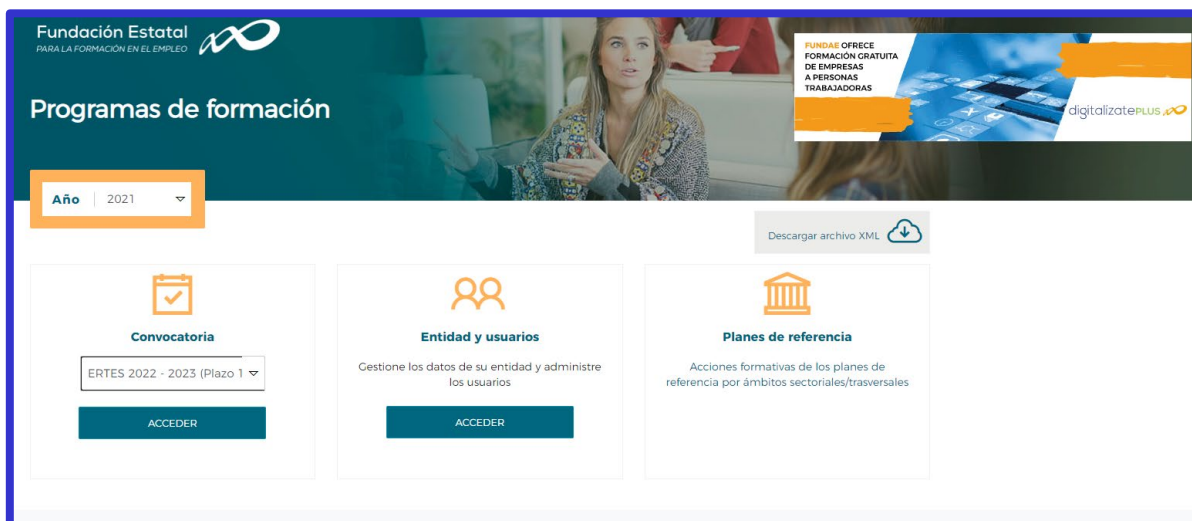 Fundación Estatal
PARA LA FORMACIÓN EN EL EMPLEO
FUNDAE OFRECE
FORMACIÓN GRATUITA
DE EMPRESAS
A PERSONAS
TRABAJADORAS
digitalízatePLUS
Programas de formación
Año 2021
Descargar archivo XML
Convocatoria
ERTES 2022 - 2023 (Plazo 1
ACCEDER
Entidad y usuarios
Gestione los datos de su entidad y administre
los usuarios
ACCEDER
Planes de referencia
Acciones formativas de los planes de
referencia por ámbitos sectoriales/trasversales